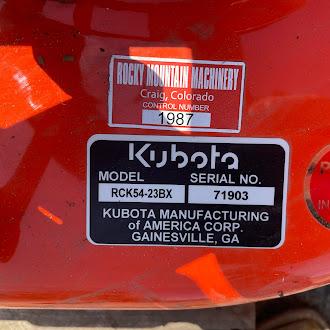 ROCKY MOUNTAIN MACHINERY
Craig, Colorado
CONTROL NUMBER
1987
Kubota
MODEL SERIAL NO.
RCK54-23BX 71903
KUBOTA MANUFACTURING
of AMERICA CORP.
GAINESVILLE, GA